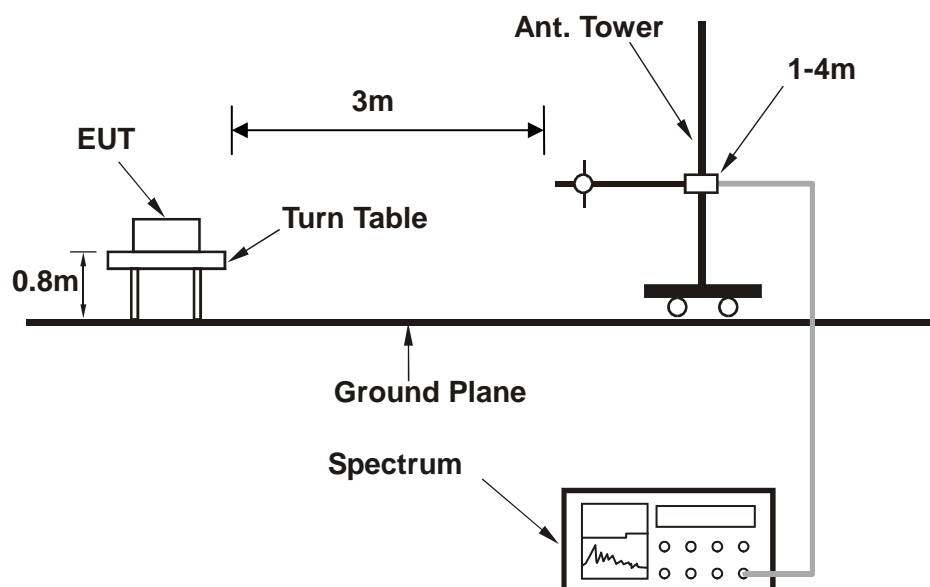 Ant. Tower
1-4m
3m
EUT
Turn Table
0.8m
Ground Plane
Spectrum